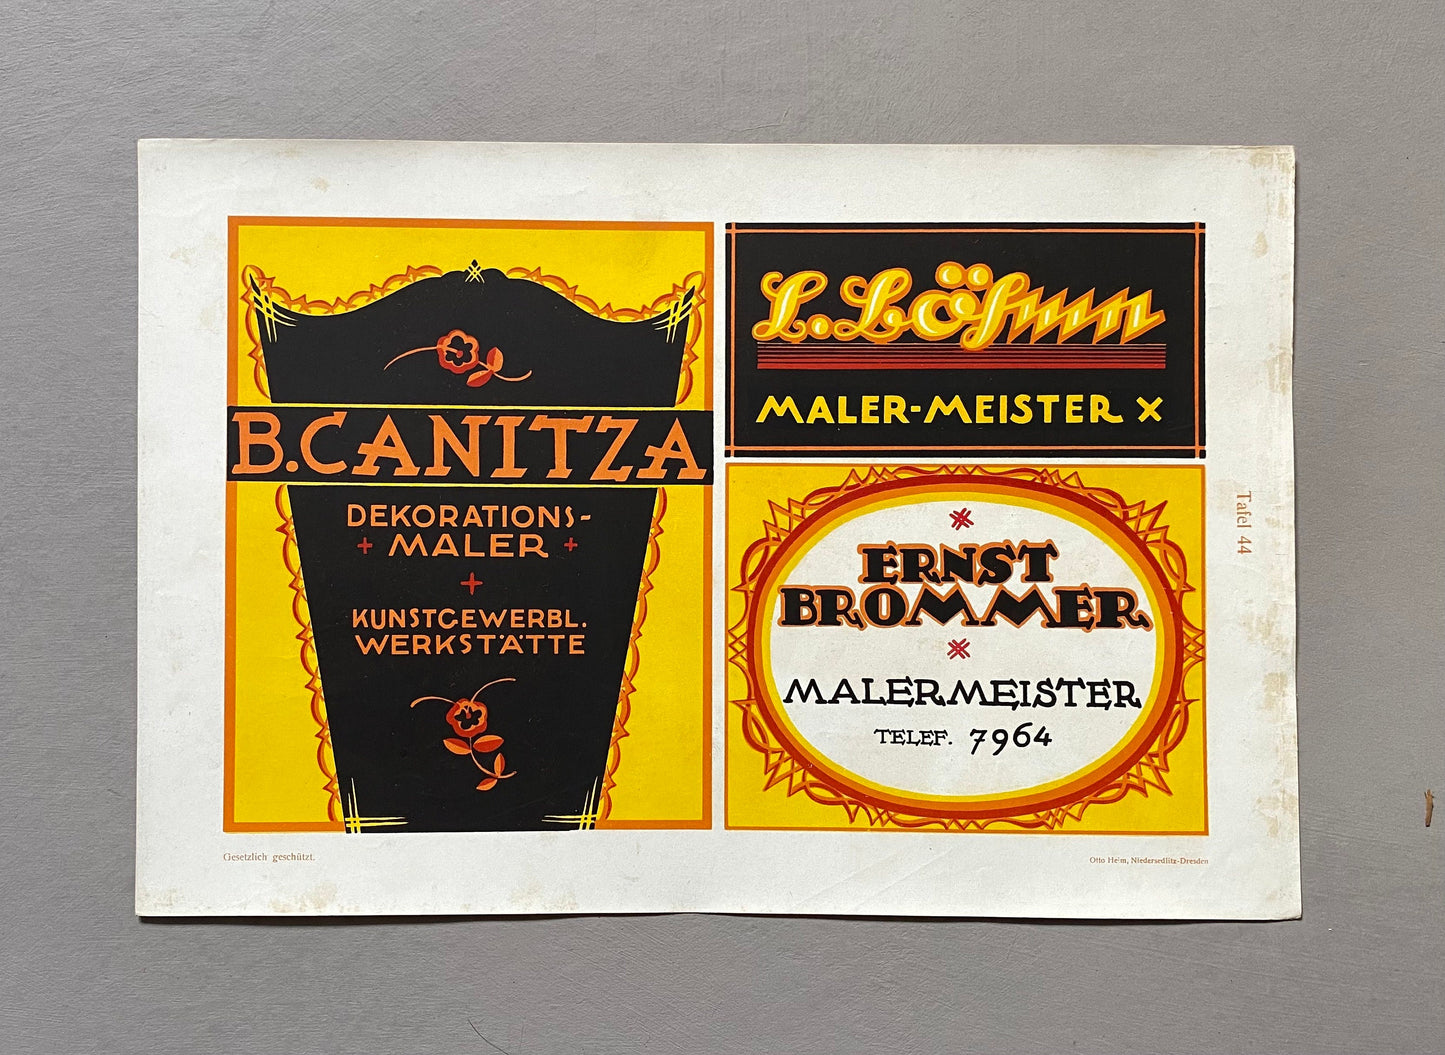 B.CANITZA
DEKORATIONS-
+ MALER +
+
KUNSTGEWERBL.
WERKSTÄTTE
L. Löhmn
MALER-MEISTER X
ERNST
BROMMER
MALERMEISTER
TELEF. 7964
Tafel 44
Gesetzlich geschützt.
Otto Heim, Niedersedlitz-Dresden